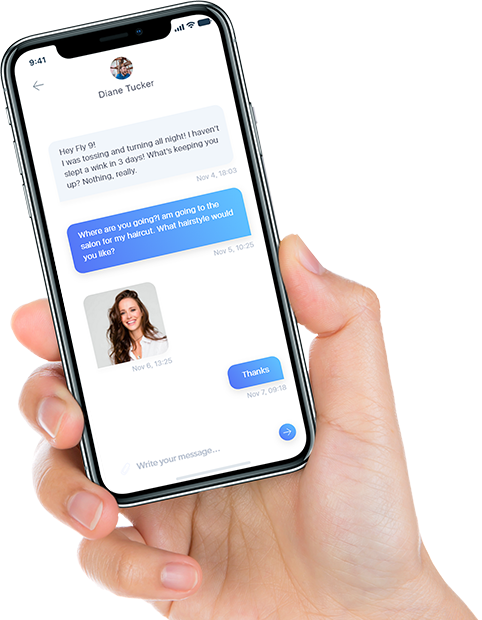 9:41
Diane Tucker
Hey Fly 9!
I was tossing and turning all night! I haven't
slept a wink in 3 days! What's keeping you
up? Nothing, really.
Nov 4, 18:03
Where are you going?I am going to the
salon for my haircut. What hairstyle would
you like?
Nov 5, 10:25
Nov 6, 13:25
Thanks
Nov 7, 09:18
Write your message...